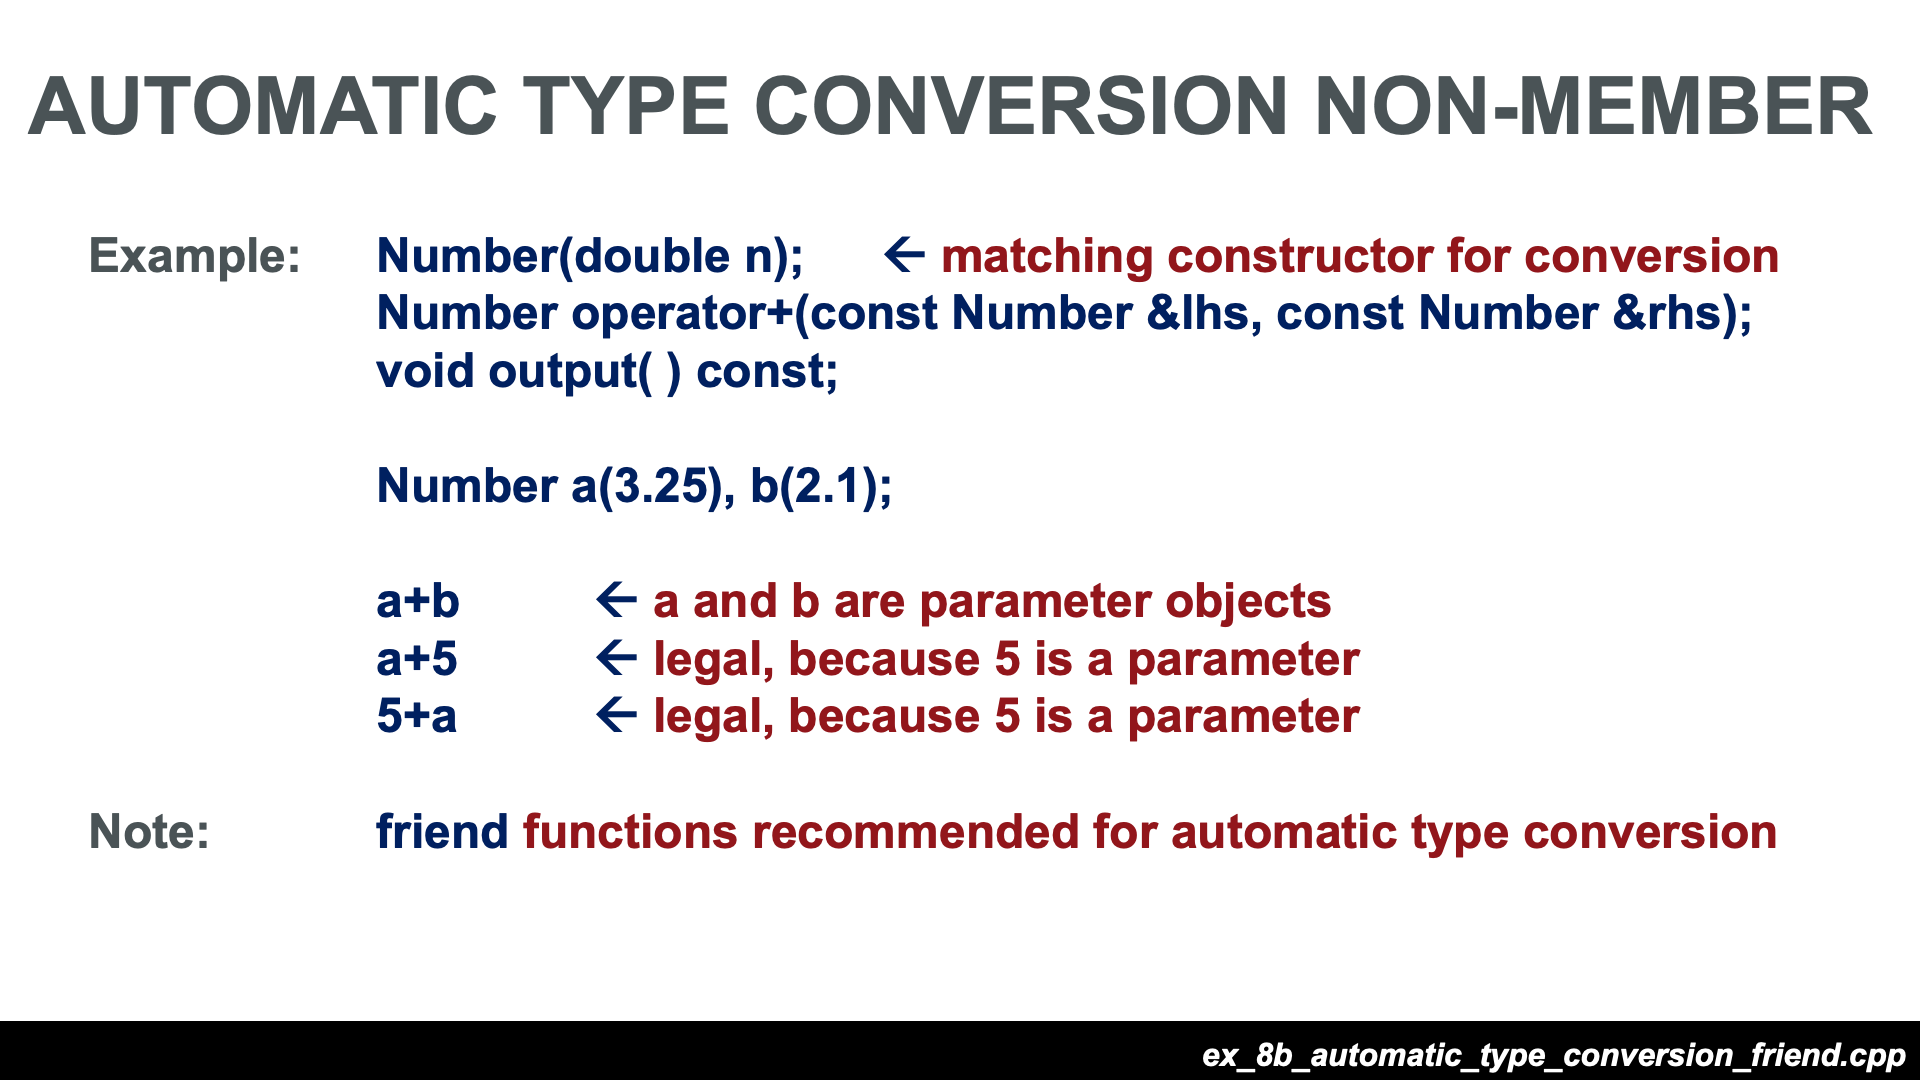 AUTOMATIC TYPE CONVERSION NON-MEMBER
Example: Number(double n); ← matching constructor for conversion
Number operator+(const Number &lhs, const Number &rhs);
void output( ) const;
Number a(3.25), b(2.1);
a+b ← a and b are parameter objects
a+5 ← legal, because 5 is a parameter
5+a ← legal, because 5 is a parameter
Note: friend functions recommended for automatic type conversion
ex_8b_automatic_type_conversion_friend.cpp